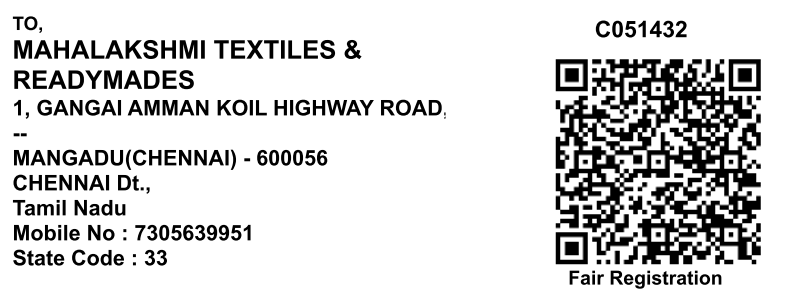 TO,
MAHALAKSHMI TEXTILES &
READYMADES
1, GANGAI AMMAN KOIL HIGHWAY ROAD,
--
MANGADU(CHENNAI) - 600056
CHENNAI Dt.,
Tamil Nadu
Mobile No : 7305639951
State Code : 33
C051432
Fair Registration